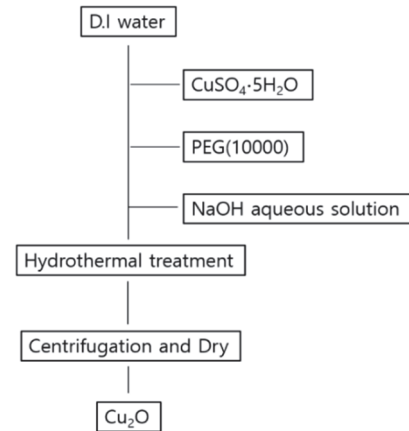 D.I water
CuSO₄·5H₂O
PEG(10000)
NaOH aqueous solution
Hydrothermal treatment
Centrifugation and Dry
Cu₂O